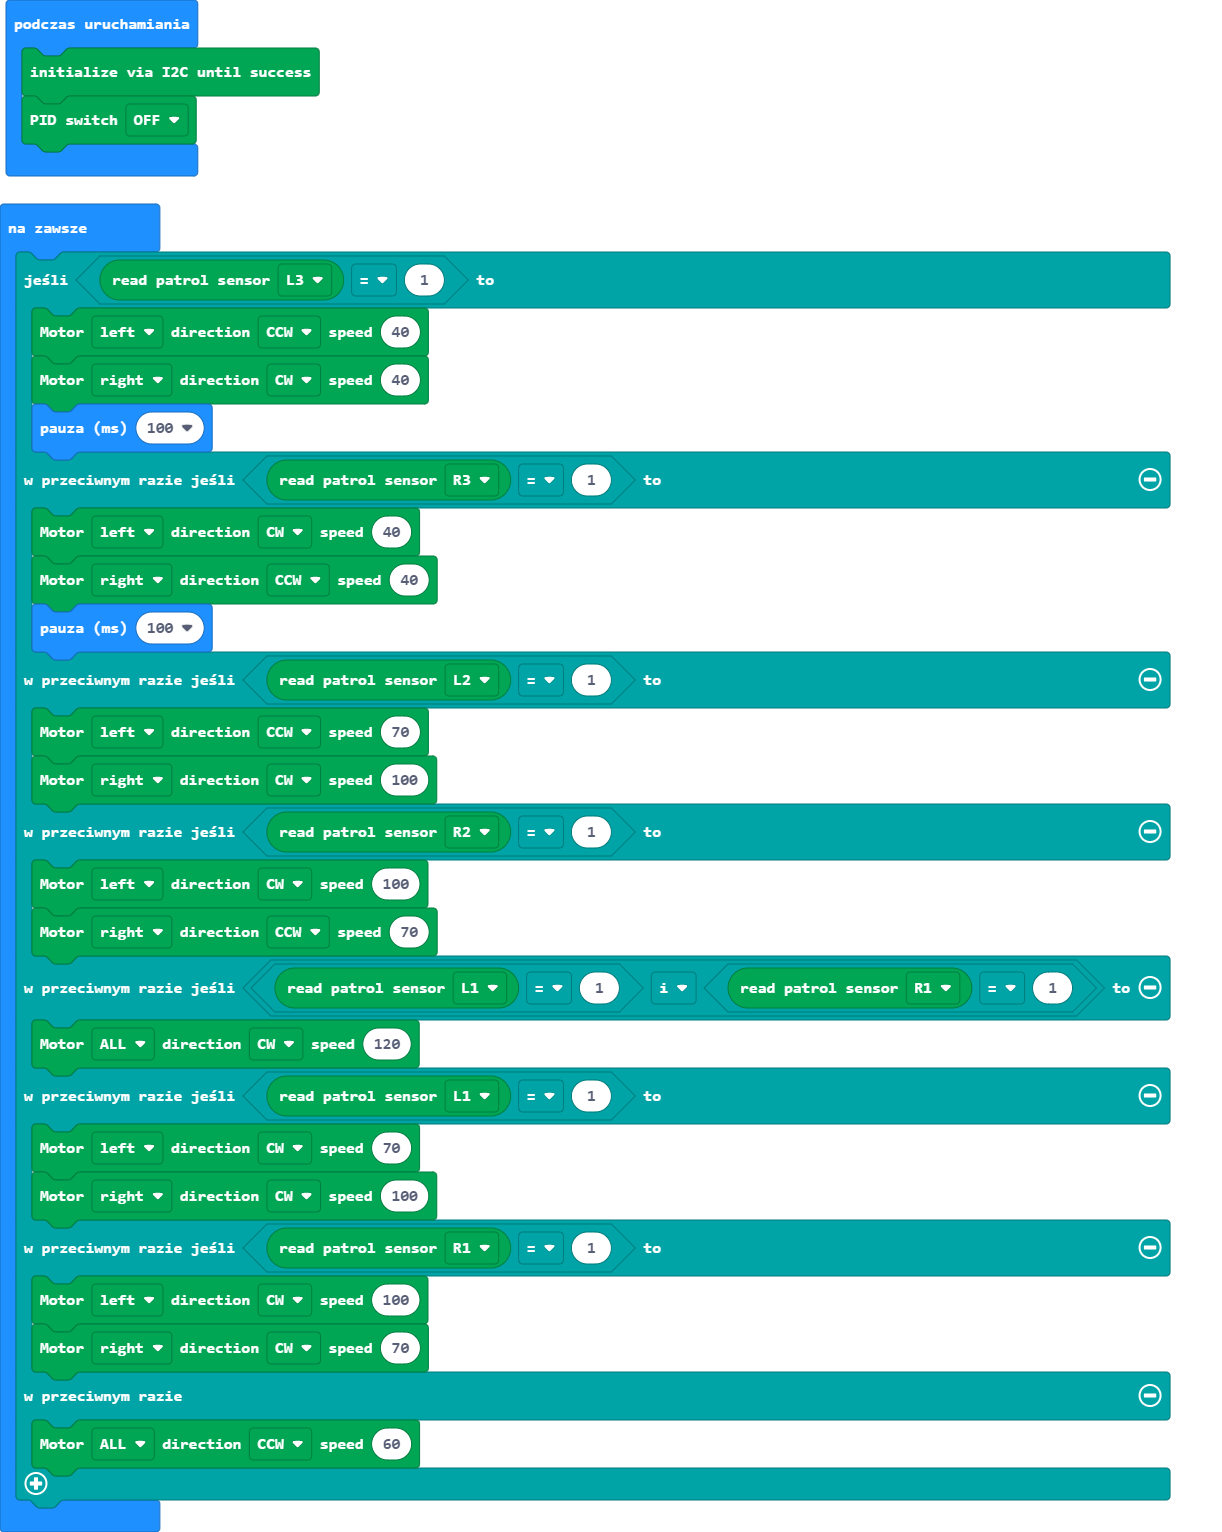 podczas uruchamiania
initialize via I2C until success
PID switch OFF
na zawsze
jeśli read patrol sensor L3 = 1 to
Motor left direction CCW speed 40
Motor right direction CW speed 40
pauza (ms) 100
w przeciwnym razie jeśli read patrol sensor R3 = 1 to
Motor left direction CW speed 40
Motor right direction CCW speed 40
pauza (ms) 100
w przeciwnym razie jeśli read patrol sensor L2 = 1 to
Motor left direction CCW speed 70
Motor right direction CW speed 100
w przeciwnym razie jeśli read patrol sensor R2 = 1 to
Motor left direction CW speed 100
Motor right direction CCW speed 70
w przeciwnym razie jeśli read patrol sensor L1 = 1 i read patrol sensor R1 = 1 to
Motor ALL direction CW speed 120
w przeciwnym razie jeśli read patrol sensor L1 = 1 to
Motor left direction CW speed 70
Motor right direction CW speed 100
w przeciwnym razie jeśli read patrol sensor R1 = 1 to
Motor left direction CW speed 100
Motor right direction CW speed 70
w przeciwnym razie
Motor ALL direction CCW speed 60